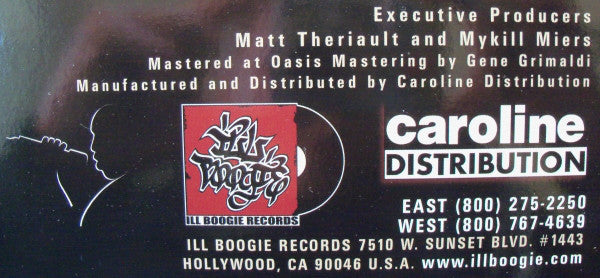 Executive Producers
Matt Theriault and Mykill Miers
Mastered at Oasis Mastering by Gene Grimaldi
Manufactured and Distributed by Caroline Distribution
ill
Boogie
ILL BOOGIE RECORDS
caroline
DISTRIBUTION
EAST (800) 275-2250
WEST (800) 767-4639
ILL BOOGIE RECORDS 7510 W. SUNSET BLVD. #1443
HOLLYWOOD, CA 90046 U.S.A. www.illboogie.com